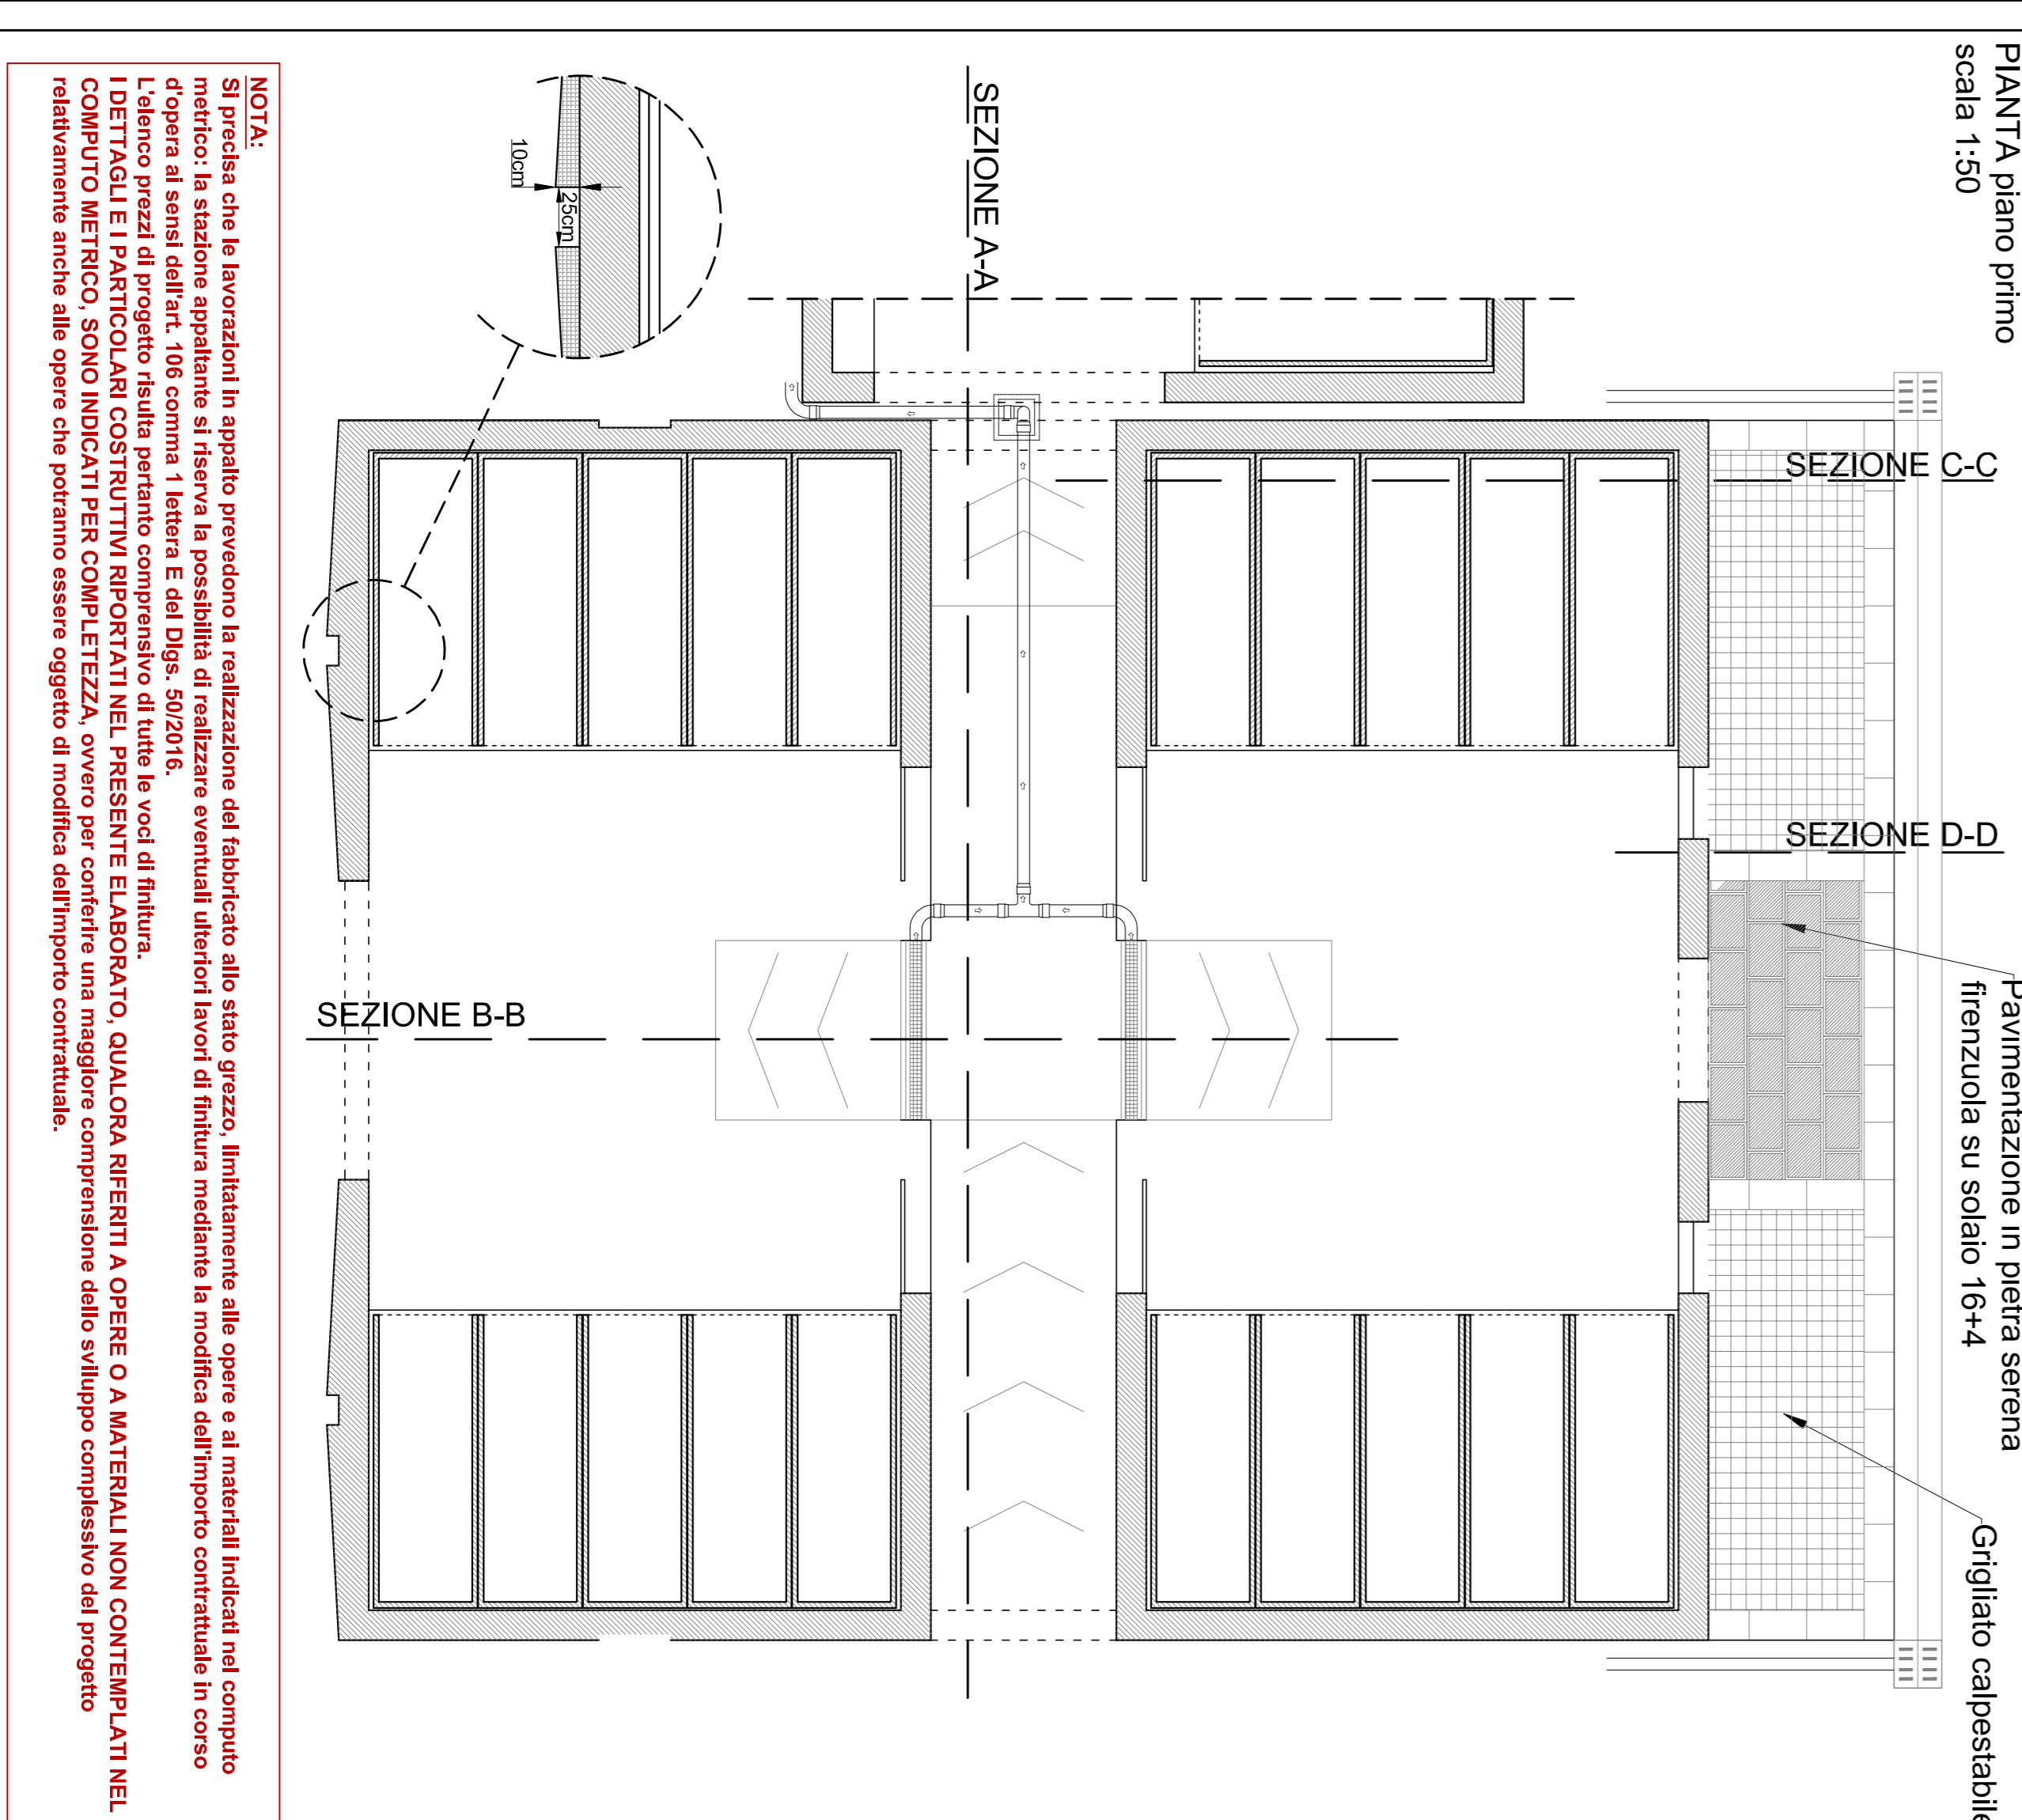 PIANTA piano primo
scala 1:50
SEZIONE A-A
SEZIONE C-C
SEZIONE D-D
SEZIONE B-B
Pavimentazione in pietra serena
firenzuola su solaio 16+4
Grigliato calpestabile
10cm
25cm
NOTA:
Si precisa che le lavorazioni in appalto prevedono la realizzazione del fabbricato allo stato grezzo, limitatamente alle opere e ai materiali indicati nel computo
metrico: la stazione appaltante si riserva la possibilità di realizzare eventuali ulteriori lavori di finitura mediante la modifica dell'importo contrattuale in corso
d'opera ai sensi dell'art. 106 comma 1 lettera E del Dlgs. 50/2016.
L'elenco prezzi di progetto risulta pertanto comprensivo di tutte le voci di finitura.
I DETTAGLI E I PARTICOLARI COSTRUTTIVI RIPORTATI NEL PRESENTE ELABORATO, QUALORA RIFERITI A OPERE O A MATERIALI NON CONTEMPLATI NEL
COMPUTO METRICO, SONO INDICATI PER COMPLETEZZA, ovvero per conferire una maggiore comprensione dello sviluppo complessivo del progetto
relativamente anche alle opere che potranno essere oggetto di modifica dell'importo contrattuale.